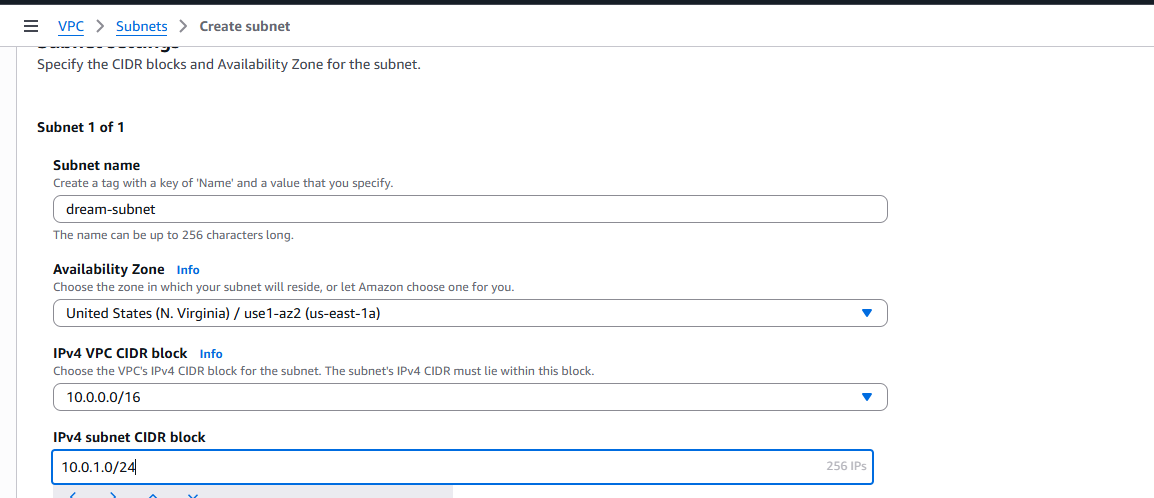 VPC > Subnets > Create subnet
Subnet settings
Specify the CIDR blocks and Availability Zone for the subnet.
Subnet 1 of 1
Subnet name
Create a tag with a key of 'Name' and a value that you specify.
dream-subnet
The name can be up to 256 characters long.
Availability Zone Info
Choose the zone in which your subnet will reside, or let Amazon choose one for you.
United States (N. Virginia) / use1-az2 (us-east-1a)
IPv4 VPC CIDR block Info
Choose the VPC's IPv4 CIDR block for the subnet. The subnet's IPv4 CIDR must lie within this block.
10.0.0.0/16
IPv4 subnet CIDR block
10.0.1.0/24 256 IPs